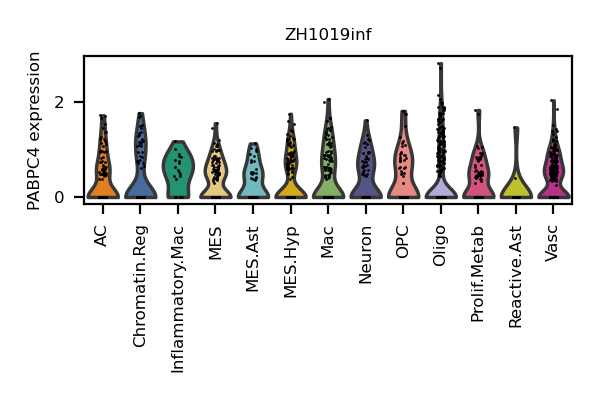 ZH1019inf
PABPC4 expression
2
0
AC
Chromatin.Reg
Inflammatory.Mac
MES
MES.Ast
MES.Hyp
Mac
Neuron
OPC
Oligo
Prolif.Metab
Reactive.Ast
Vasc